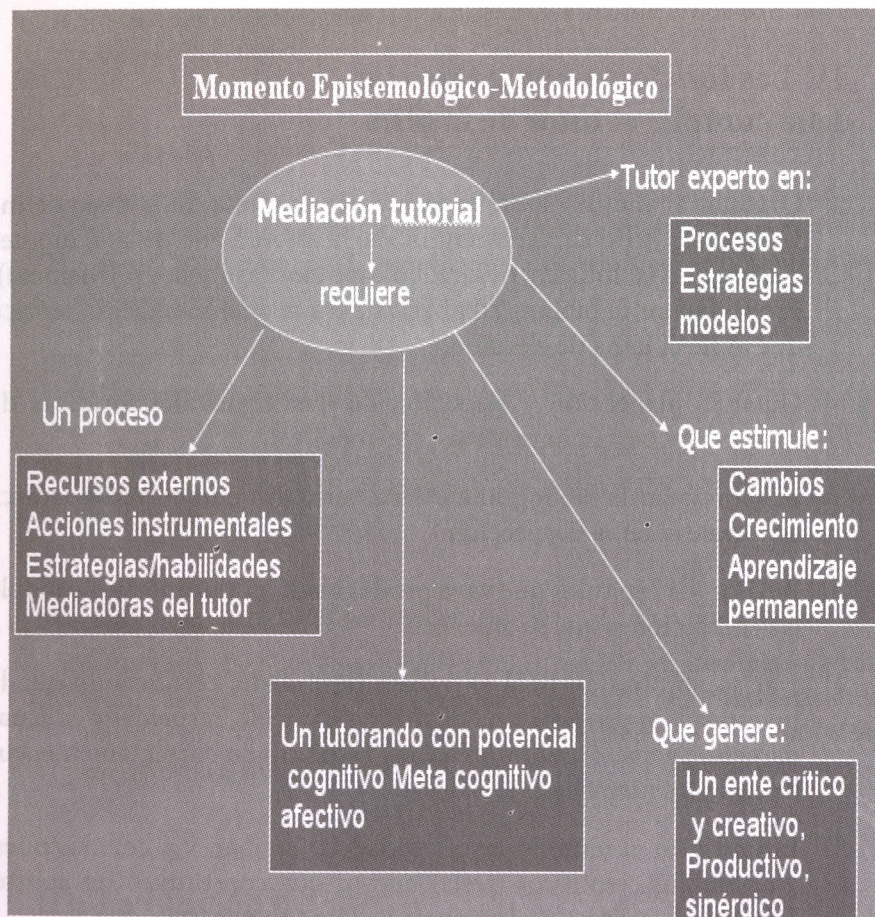 Momento Epistemológico-Metodológico
Mediación tutorial
requiere
Tutor experto en:
Procesos
Estrategias
modelos
Que estimule:
Cambios
Crecimiento
Aprendizaje
permanente
Un proceso
Recursos externos
Acciones instrumentales
Estrategias/habilidades
Mediadoras del tutor
Un tutorando con potencial
cognitivo Meta cognitivo
afectivo
Que genere:
Un ente crítico
y creativo,
Productivo,
sinérgico